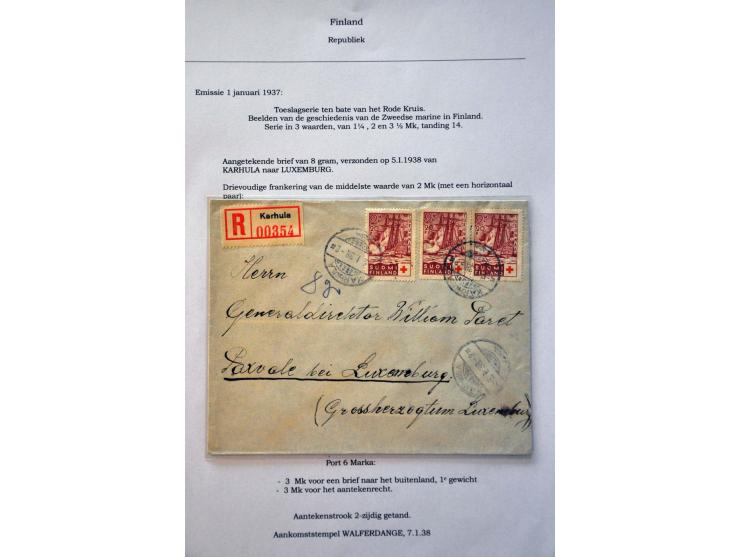 Finland
Republiek
Emissie 1 januari 1937:
Toeslagserie ten bate van het Rode Kruis.
Beelden van de geschiedenis van de Zweedse marine in Finland.
Serie in 3 waarden, van 1¼ , 2 en 3 ½ Mk, tanding 14.
Aangetekende brief van 8 gram, verzonden op 5.I.1938 van
KARHULA naar LUXEMBURG.
Drievoudige frankering van de middelste waarde van 2 Mk (met een horizontaal
paar):
R Karhula
00354
SUOMI FINLAND
SUOMI FINLAND
SUOMI FINLAND
Herrn
8g
Generaldirektor William Paret
Paxvale bei Luxemburg.
(Grossherzogtum Luxemburg)
Port 6 Marka:
- 3 Mk voor een brief naar het buitenland, 1e gewicht
- 3 Mk voor het aantekenrecht.
Aantekenstrook 2-zijdig getand.
Aankomststempel WALFERDANGE, 7.1.38